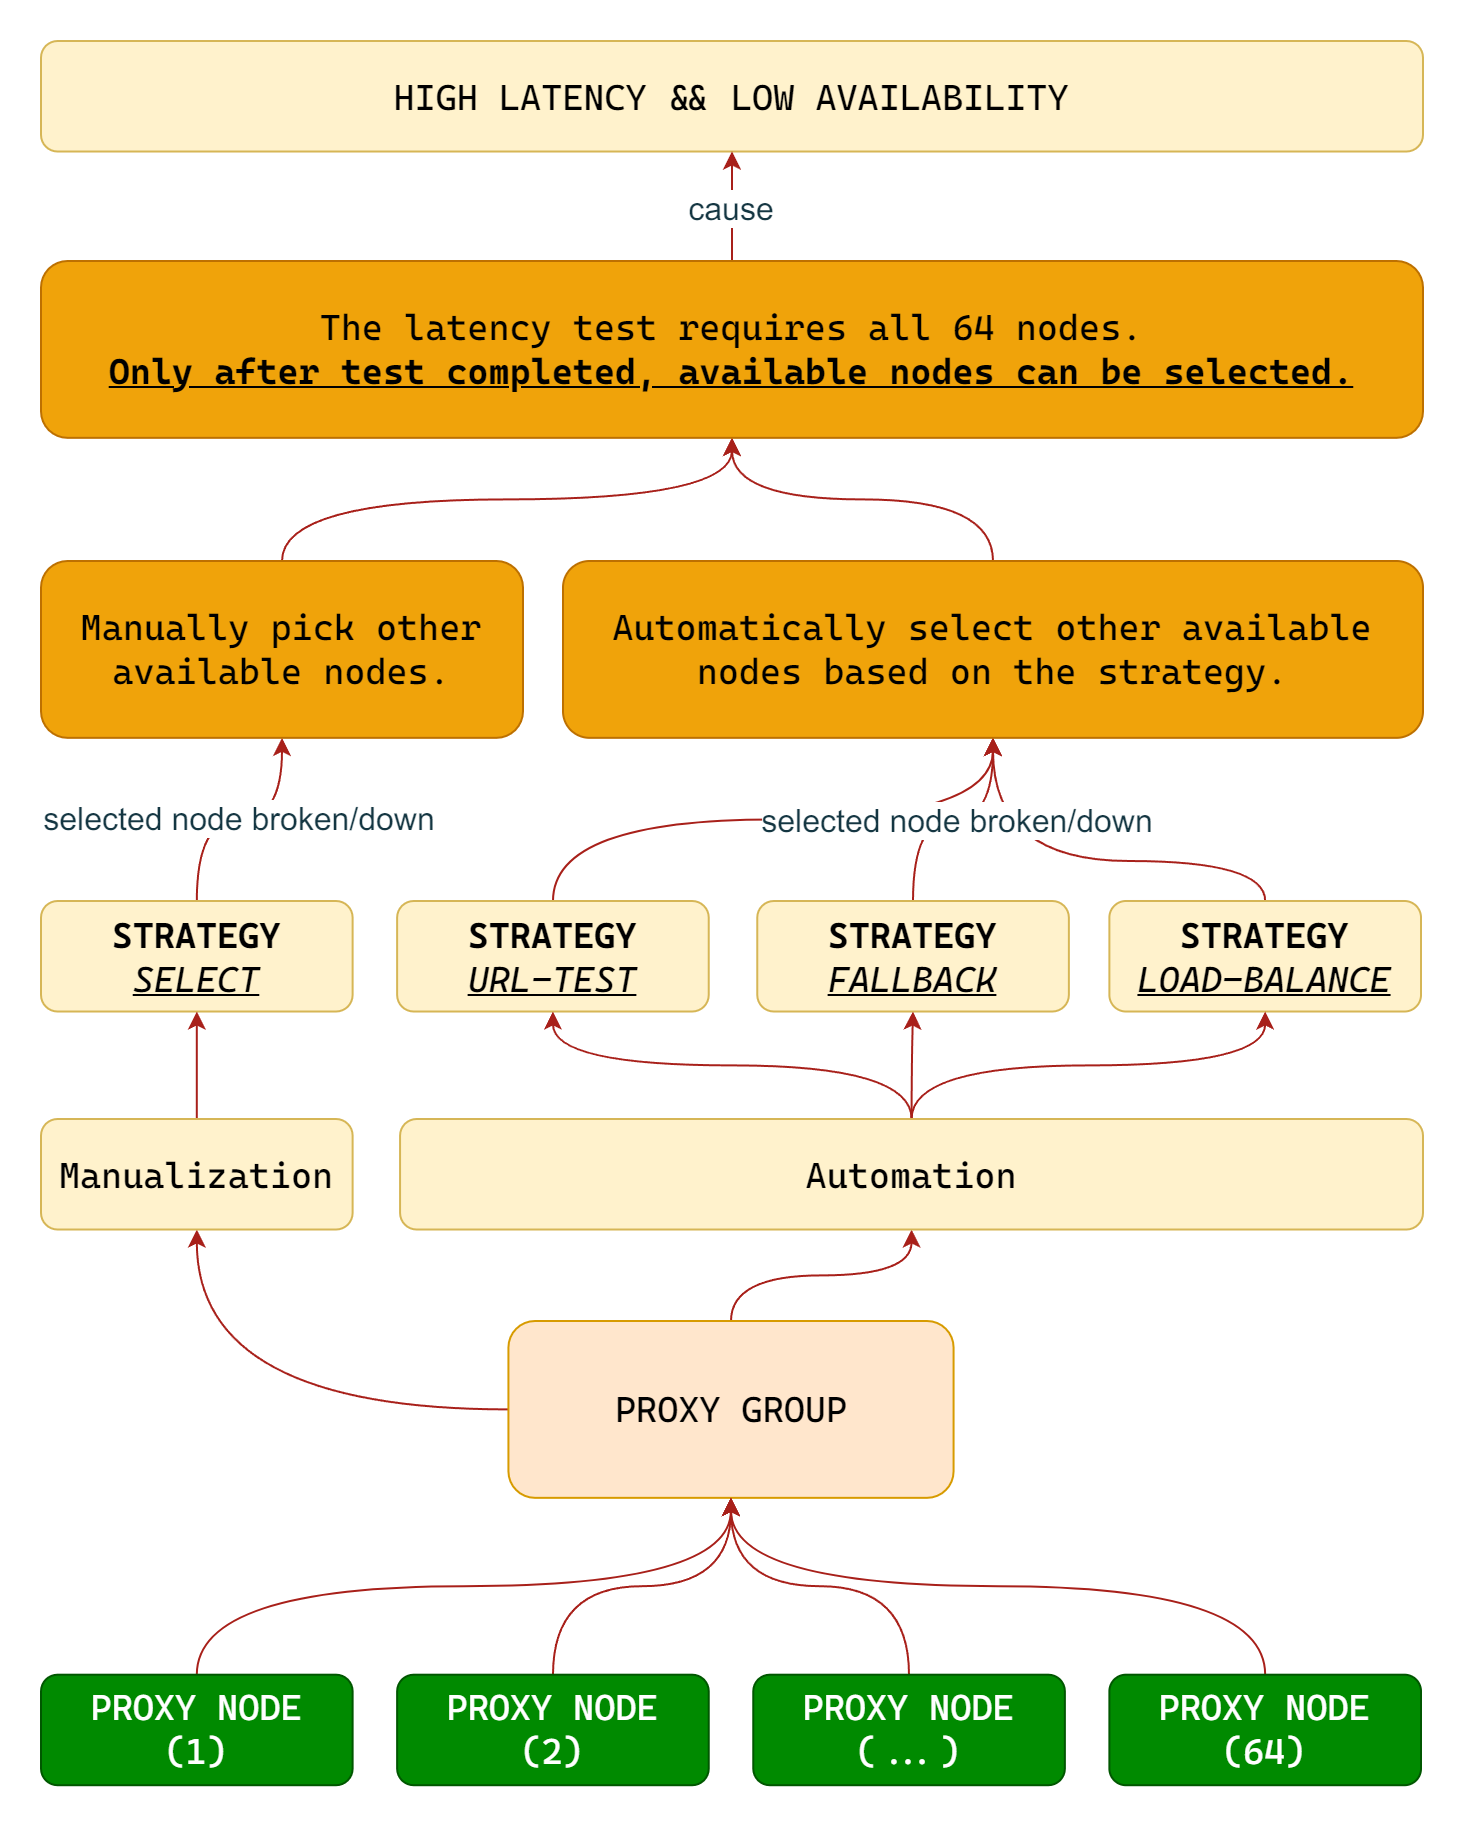 HIGH LATENCY && LOW AVAILABILITY
cause
The latency test requires all 64 nodes.
Only after test completed, available nodes can be selected.
Manually pick other
available nodes.
Automatically select other available
nodes based on the strategy.
selected node broken/down
selected node broken/down
STRATEGY
SELECT
STRATEGY
URL-TEST
STRATEGY
FALLBACK
STRATEGY
LOAD-BALANCE
Manualization
Automation
PROXY GROUP
PROXY NODE
(1)
PROXY NODE
(2)
PROXY NODE
(...)
PROXY NODE
(64)